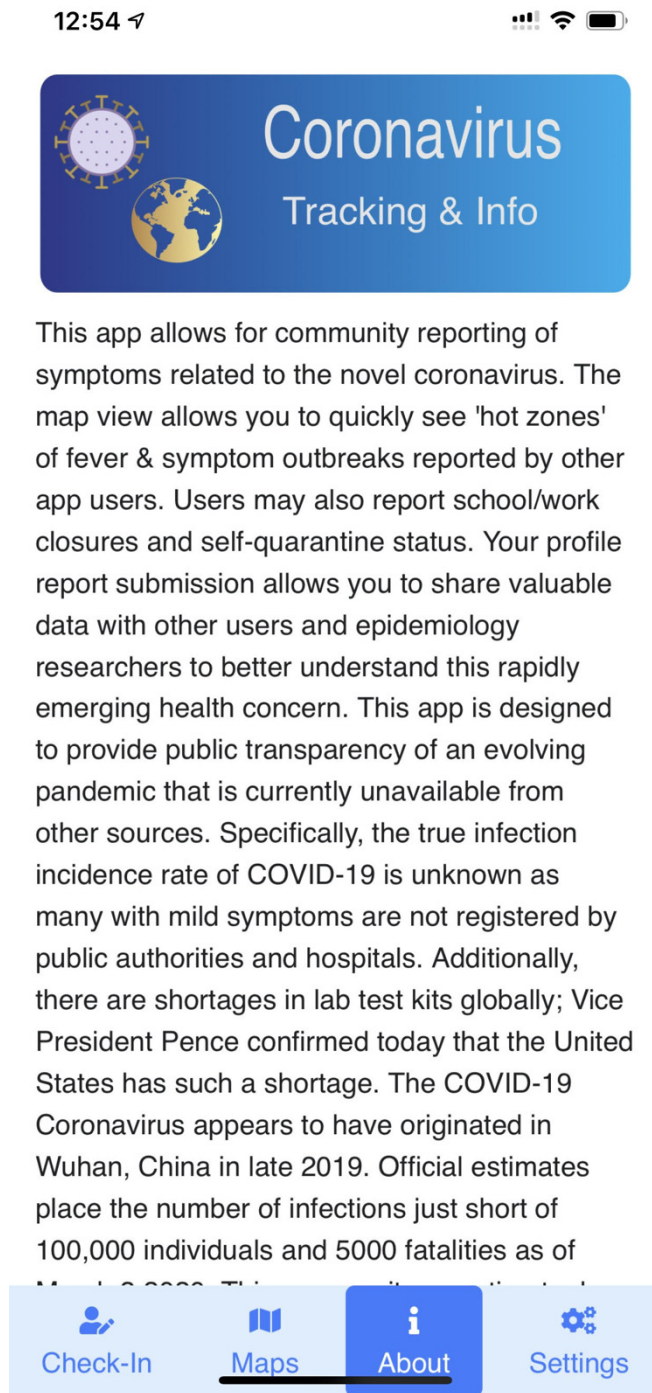 12:54
Coronavirus
Tracking & Info
This app allows for community reporting of
symptoms related to the novel coronavirus. The
map view allows you to quickly see 'hot zones'
of fever & symptom outbreaks reported by other
app users. Users may also report school/work
closures and self-quarantine status. Your profile
report submission allows you to share valuable
data with other users and epidemiology
researchers to better understand this rapidly
emerging health concern. This app is designed
to provide public transparency of an evolving
pandemic that is currently unavailable from
other sources. Specifically, the true infection
incidence rate of COVID-19 is unknown as
many with mild symptoms are not registered by
public authorities and hospitals. Additionally,
there are shortages in lab test kits globally; Vice
President Pence confirmed today that the United
States has such a shortage. The COVID-19
Coronavirus appears to have originated in
Wuhan, China in late 2019. Official estimates
place the number of infections just short of
100,000 individuals and 5000 fatalities as of
Check-In
Maps
About
Settings